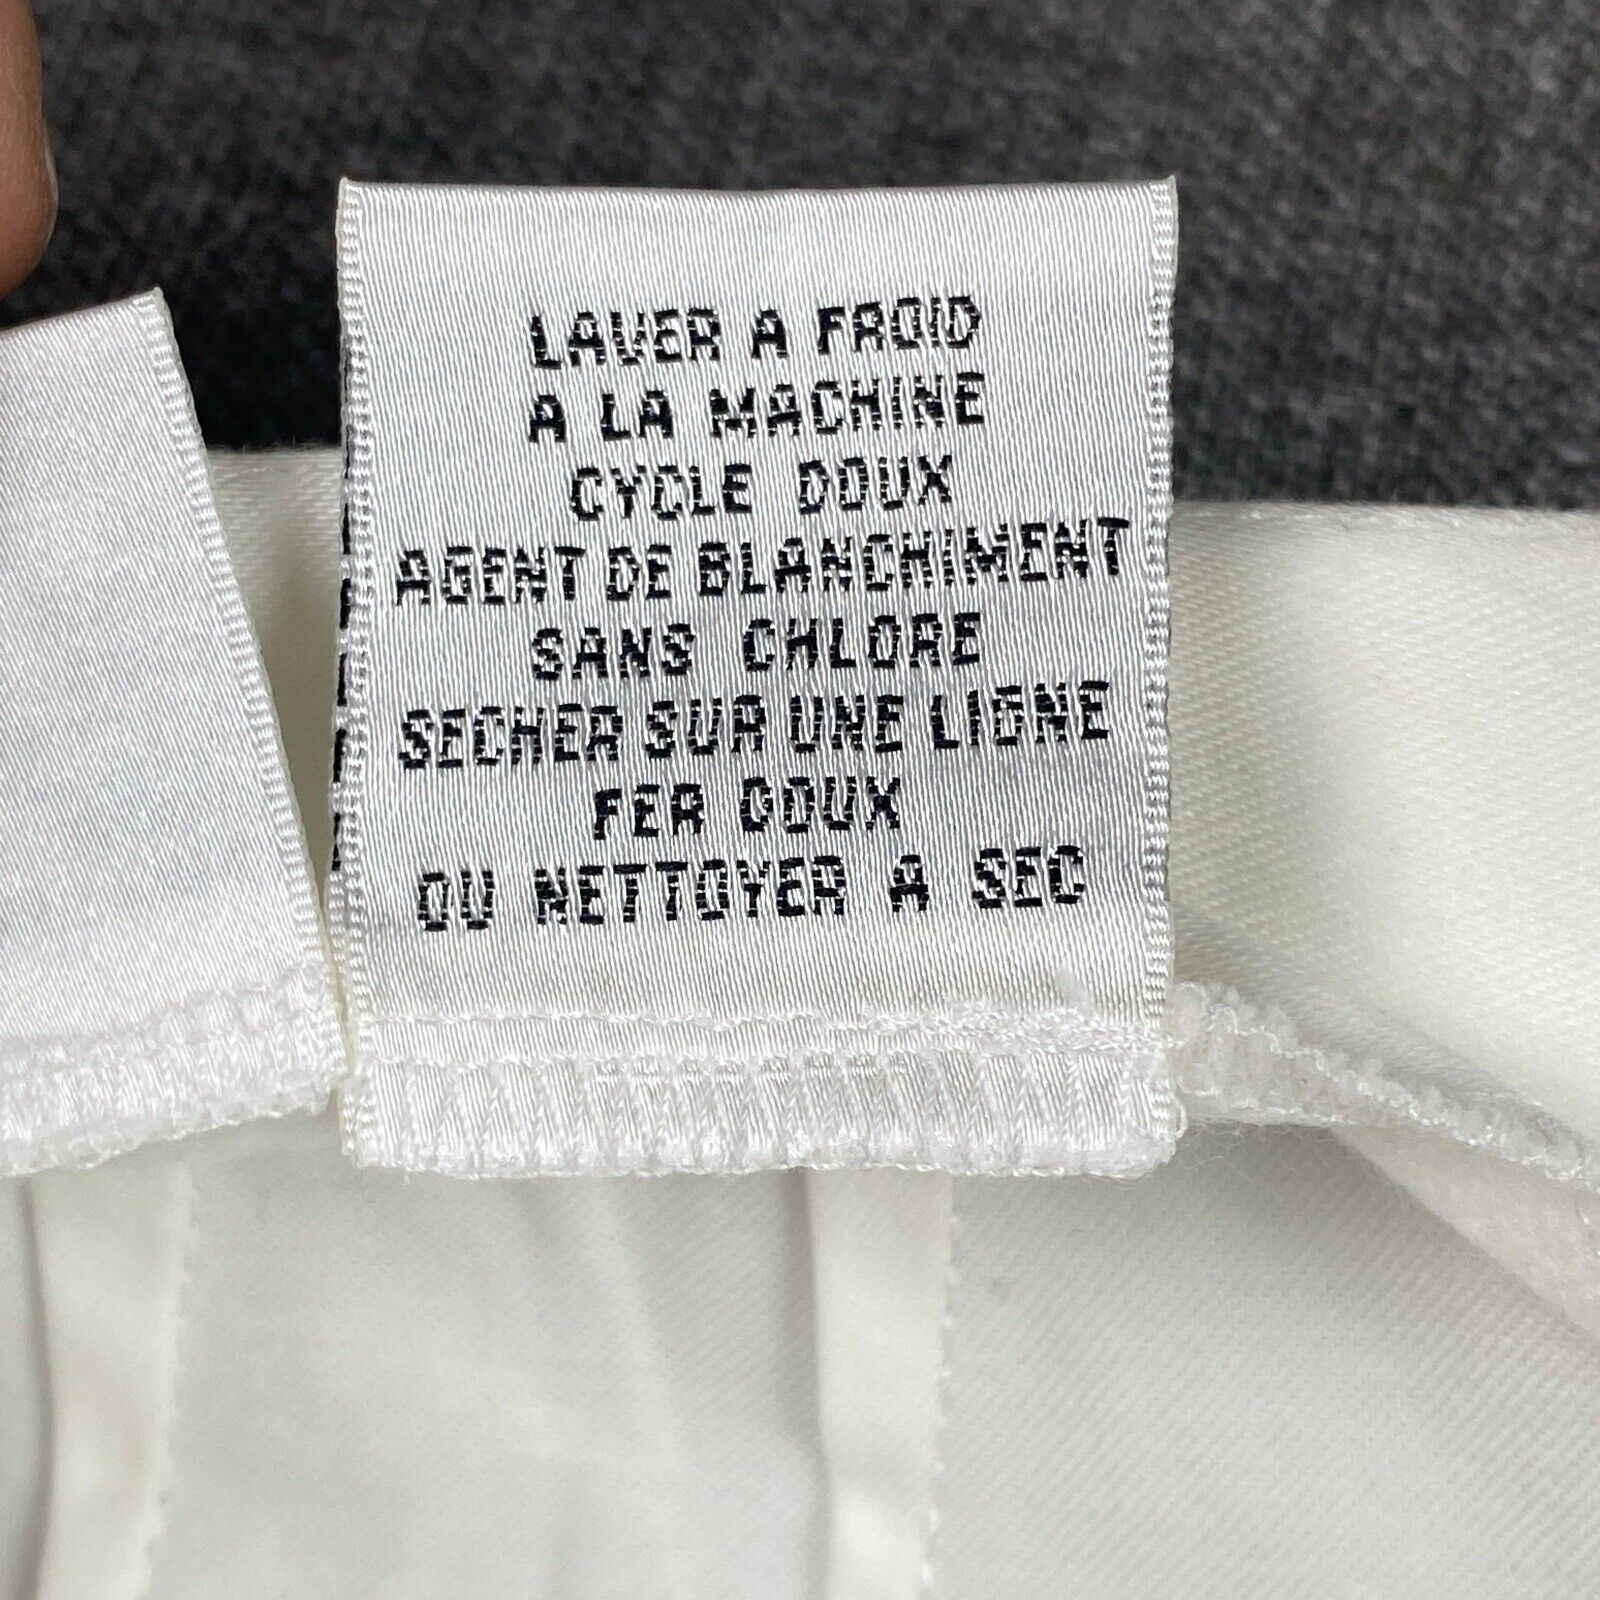 LAVER A FROID
A LA MACHINE
CYCLE DOUX
AGENT DE BLANCHIMENT
SANS CHLORE
SECHER SUR UNE LIGNE
FER DOUX
OU NETTOYER A SEC